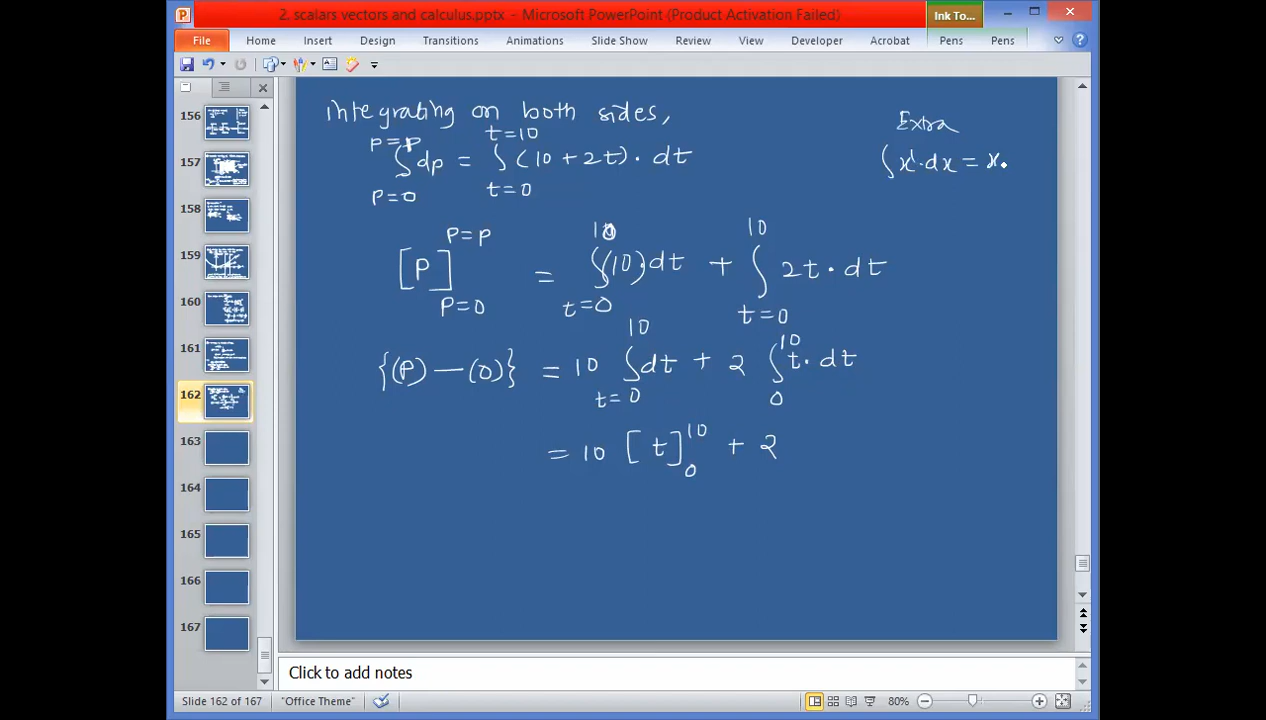 2. scalars vectors and calculus.pptx - Microsoft PowerPoint (Product Activation Failed)
Ink To...
File Home Insert Design Transitions Animations Slide Show Review View Developer Acrobat Pens Pens
156
157
158
159
160
161
162
163
164
165
166
167
integrating on both sides,
∫_{P=0}^{P=P} dp = ∫_{t=0}^{t=10} (10 + 2t) · dt
Extra
∫ x¹·dx = x
[P]_{P=0}^{P=P} = ∫_{t=0}^{10} (10)·dt + ∫_{t=0}^{10} 2t · dt
{(P) — (0)} = 10 ∫_{t=0}^{10} dt + 2 ∫_{0}^{10} t · dt
= 10 [t]_{0}^{10} + 2
Click to add notes
Slide 162 of 167 "Office Theme" 80%